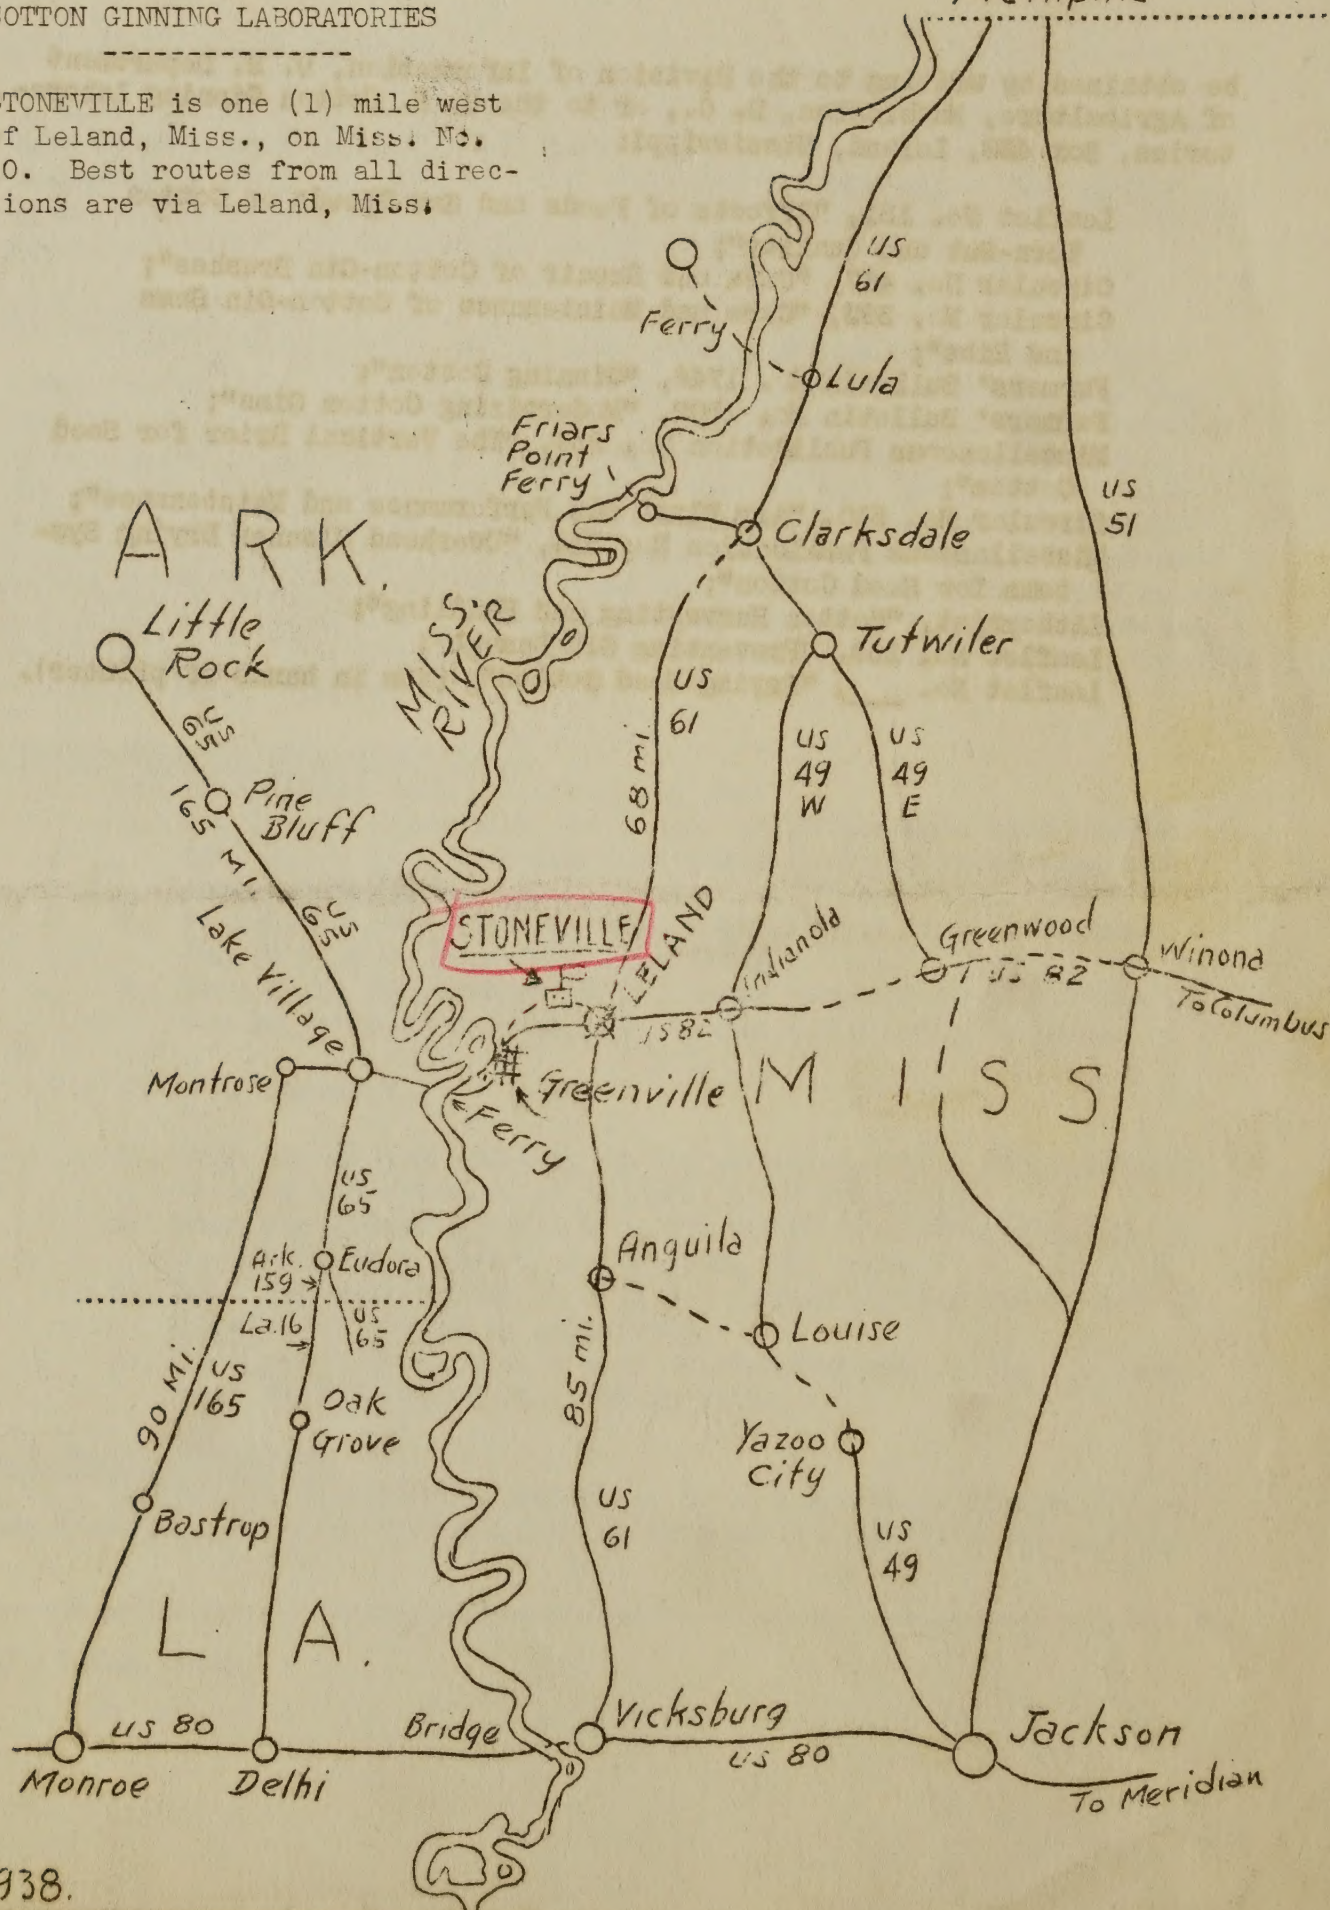 OTTON GINNING LABORATORIES
TONEVILLE is one (1) mile west
f Leland, Miss., on Miss. No.
0. Best routes from all direc-
ions are via Leland, Miss.
US
61
Ferry
Lula
Friars
Point
Ferry
US
51
Clarksdale
ARK.
Little
Rock
MISS.
RIVER
Tutwiler
US
65
US
61
US
49
W
US
49
E
68 mi.
Pine
Bluff
165 Mi.
US
65
Lake Village
STONEVILLE
LELAND
Indianola
Greenwood
US 82
Winona
To Columbus
US 82
Montrose
Greenville
MISS.
Ferry
US
65
Ark.
159
Eudora
Anguila
La. 16
US
65
Louise
90 Mi.
US
165
85 mi.
Oak
Grove
Yazoo
City
Bastrop
US
61
US
49
LA.
US 80
Bridge
Vicksburg
US 80
Jackson
Monroe
Delhi
To Meridian
938.